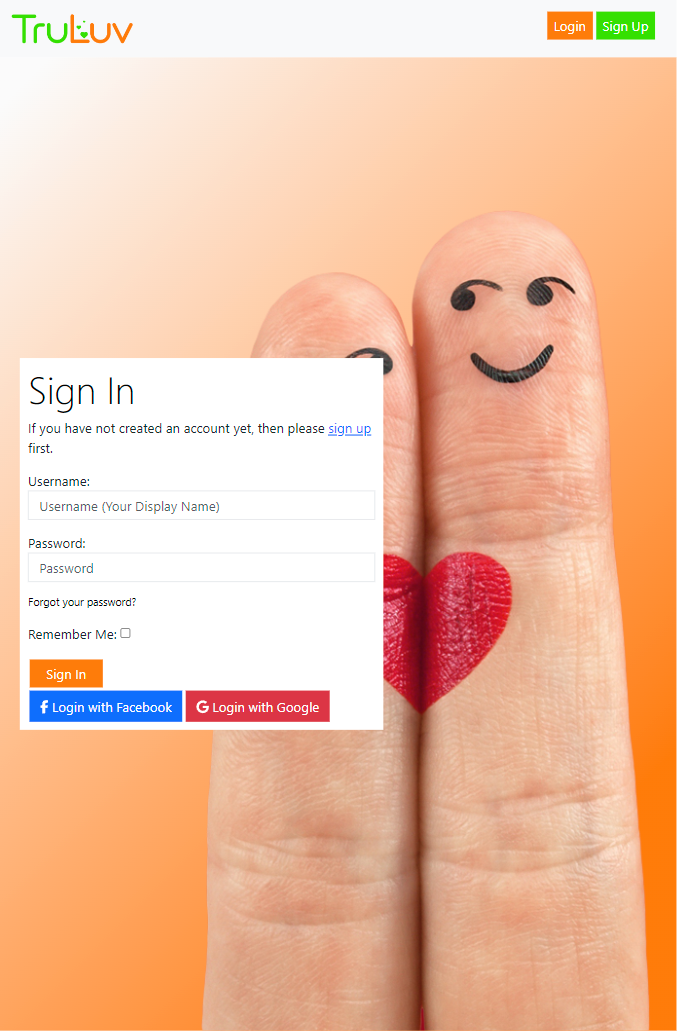 TruLuv
Login
Sign Up
Sign In
If you have not created an account yet, then please sign up
first.
Username:
Username (Your Display Name)
Password:
Password
Forgot your password?
Remember Me:
Sign In
Login with Facebook
Login with Google